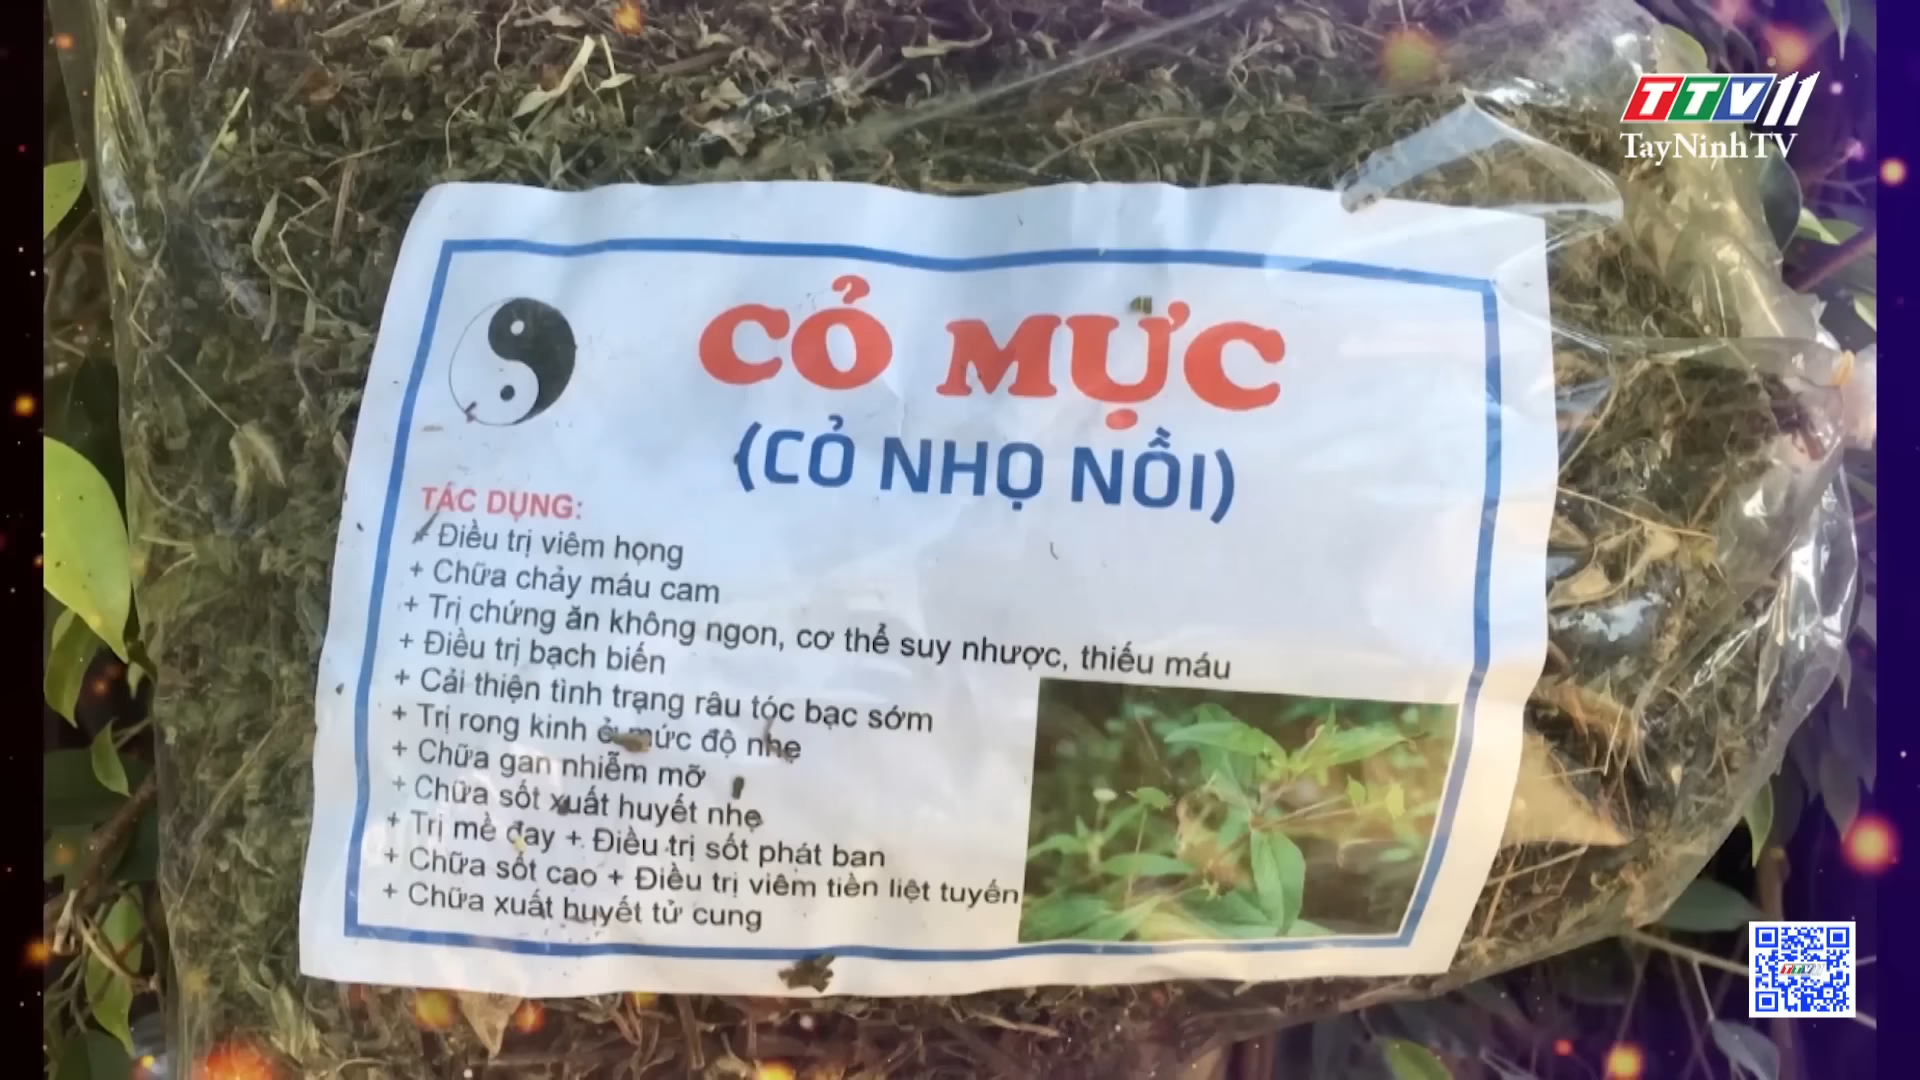 TTV11
TayNinhTV
CỎ MỰC
(CỎ NHỌ NỒI)
TÁC DỤNG:
+ Điều trị viêm họng
+ Chữa chảy máu cam
+ Trị chứng ăn không ngon, cơ thể suy nhược, thiếu máu
+ Điều trị bạch biến
+ Cải thiện tình trạng râu tóc bạc sớm
+ Trị rong kinh ở mức độ nhẹ
+ Chữa gan nhiễm mỡ
+ Chữa sốt xuất huyết nhẹ
+ Trị mề đay + Điều trị sốt phát ban
+ Chữa sốt cao + Điều trị viêm tiền liệt tuyến
+ Chữa xuất huyết tử cung
TTV11